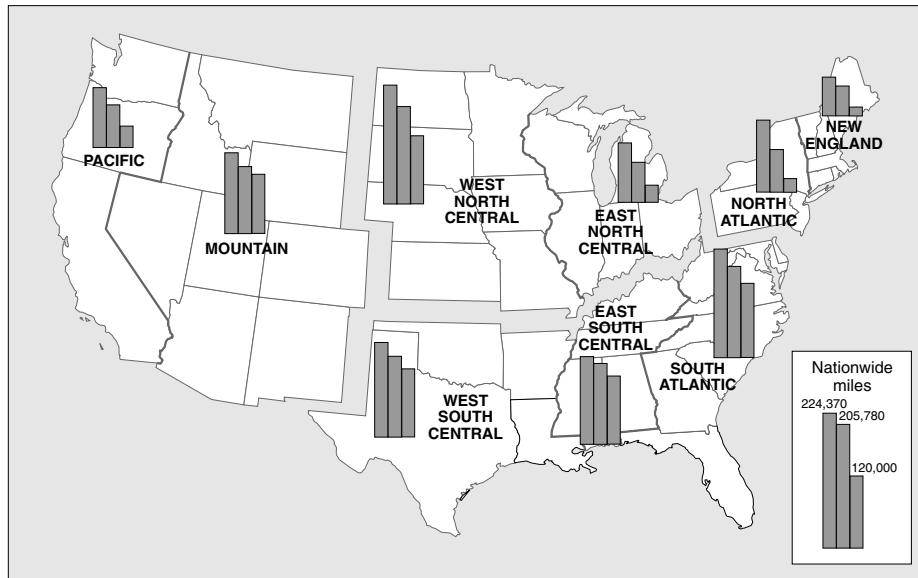 PACIFIC
MOUNTAIN
WEST
NORTH
CENTRAL
WEST
SOUTH
CENTRAL
EAST
NORTH
CENTRAL
EAST
SOUTH
CENTRAL
SOUTH
ATLANTIC
NORTH
ATLANTIC
NEW
ENGLAND
Nationwide
miles
224,370
205,780
120,000